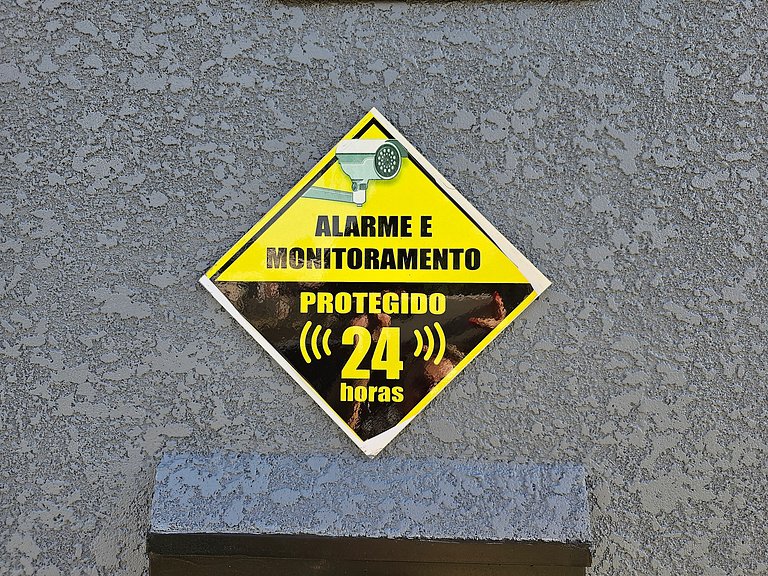 ALARME E
MONITORAMENTO
PROTEGIDO
24
horas